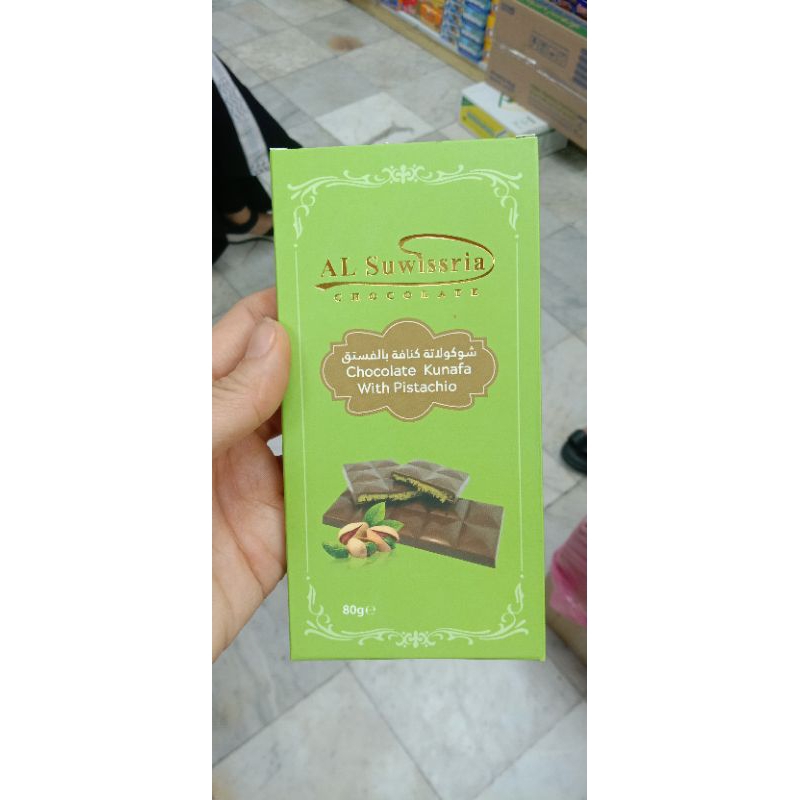 AL Suwissria
CHOCOLATE
شوكولاتة كنافة بالفستق
Chocolate Kunafa
With Pistachio
80g℮